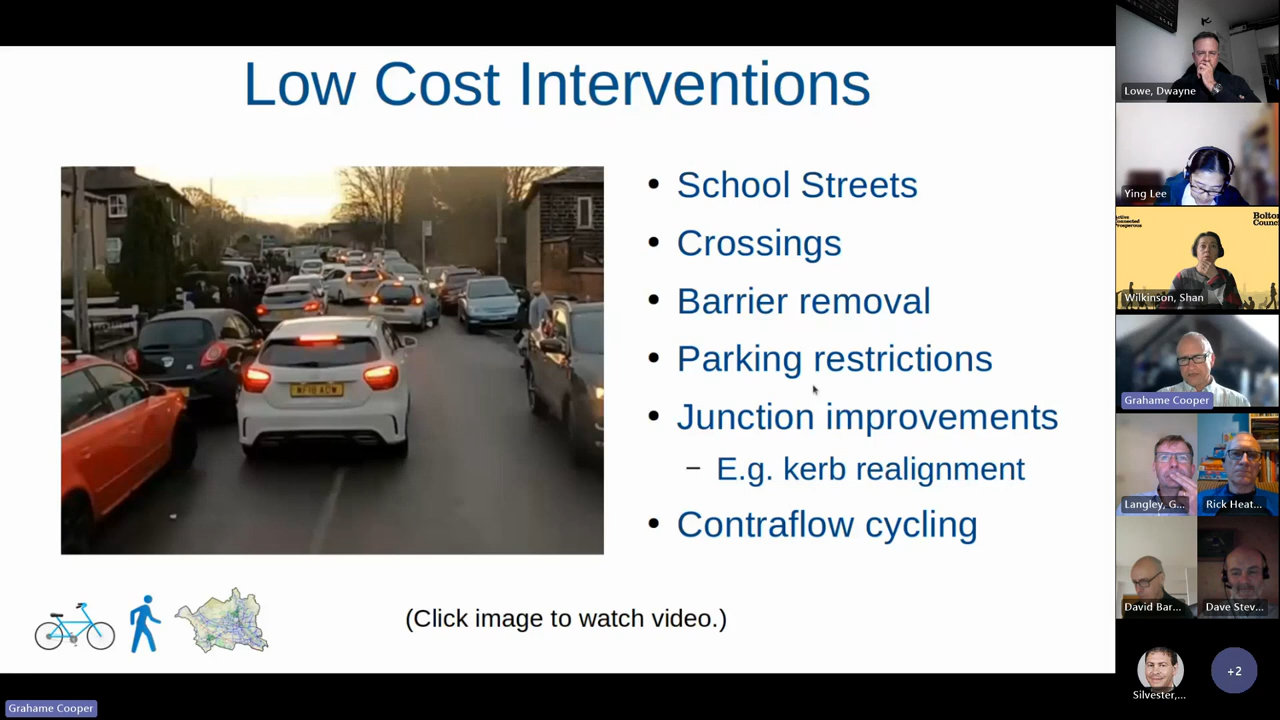 Low Cost Interventions
School Streets
Crossings
Barrier removal
Parking restrictions
Junction improvements
E.g. kerb realignment
Contraflow cycling
(Click image to watch video.)
Grahame Cooper
Lowe, Dwayne
Ying Lee
Bolton
Prosperous
Wilkinson, Shan
Grahame Cooper
Langley, G...
Rick Heat...
David Bar...
Dave Stev...
Silvester,...
+2